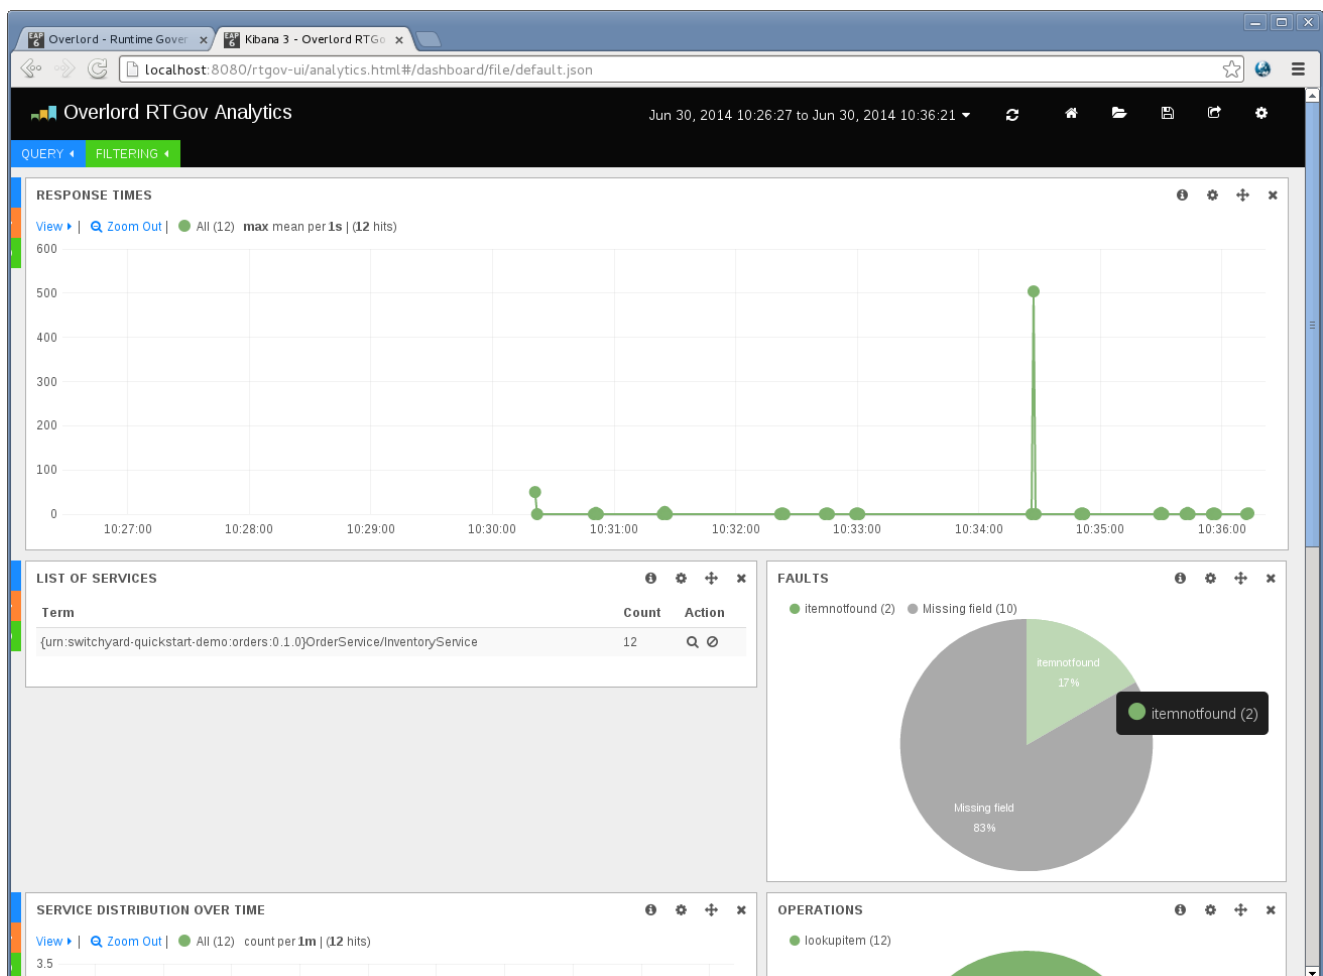 Overlord - Runtime Gover
Kibana 3 - Overlord RTGo
localhost:8080/rtgov-ui/analytics.html#/dashboard/file/default.json
Overlord RTGov Analytics
Jun 30, 2014 10:26:27 to Jun 30, 2014 10:36:21
QUERY FILTERING
RESPONSE TIMES
View | Zoom Out | All (12) max mean per 1s | (12 hits)
600
500
400
300
200
100
0
10:27:00 10:28:00 10:29:00 10:30:00 10:31:00 10:32:00 10:33:00 10:34:00 10:35:00 10:36:00
LIST OF SERVICES
Term Count Action
{urn:switchyard-quickstart-demo:orders:0.1.0}OrderService/InventoryService 12
FAULTS
itemnotfound (2) Missing field (10)
itemnotfound
17%
itemnotfound (2)
Missing field
83%
SERVICE DISTRIBUTION OVER TIME
View | Zoom Out | All (12) count per 1m | (12 hits)
3.5
OPERATIONS
lookupitem (12)